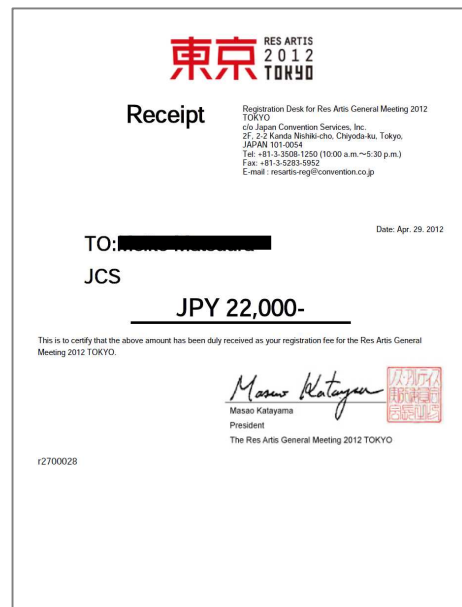 東京 RES ARTIS
2012
TOKYO
Receipt
Registration Desk for Res Artis General Meeting 2012
TOKYO
c/o Japan Convention Services, Inc.
2F, 2-2 Kanda Nishiki-cho, Chiyoda-ku, Tokyo,
JAPAN 101-0054
Tel: +81-3-3508-1250 (10:00 a.m.～5:30 p.m.)
Fax: +81-3-5283-5952
E-mail : resartis-reg@convention.co.jp
Date: Apr. 29. 2012
TO:
JCS
JPY 22,000-
This is to certify that the above amount has been duly received as your registration fee for the Res Artis General
Meeting 2012 TOKYO.
Masao Katayama
Masao Katayama
President
The Res Artis General Meeting 2012 TOKYO
r2700028